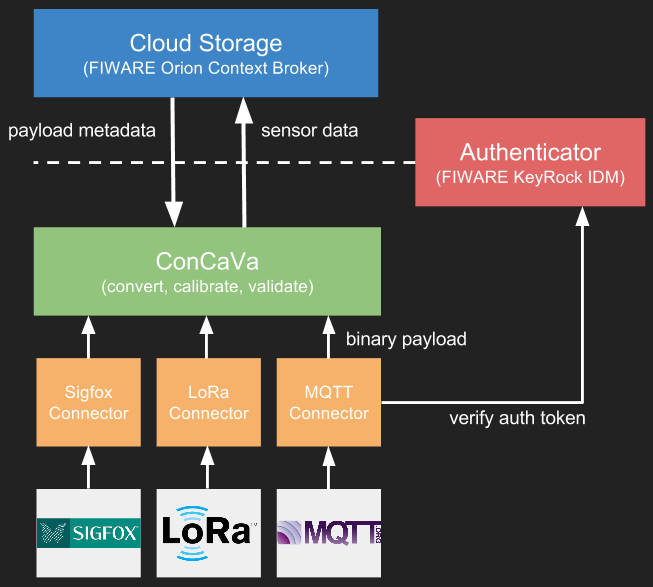 Cloud Storage
(FIWARE Orion Context Broker)
payload metadata
sensor data
Authenticator
(FIWARE KeyRock IDM)
ConCaVa
(convert, calibrate, validate)
binary payload
Sigfox
Connector
LoRa
Connector
MQTT
Connector
verify auth token
SIGFOX
LoRa
MQTT
.ORG